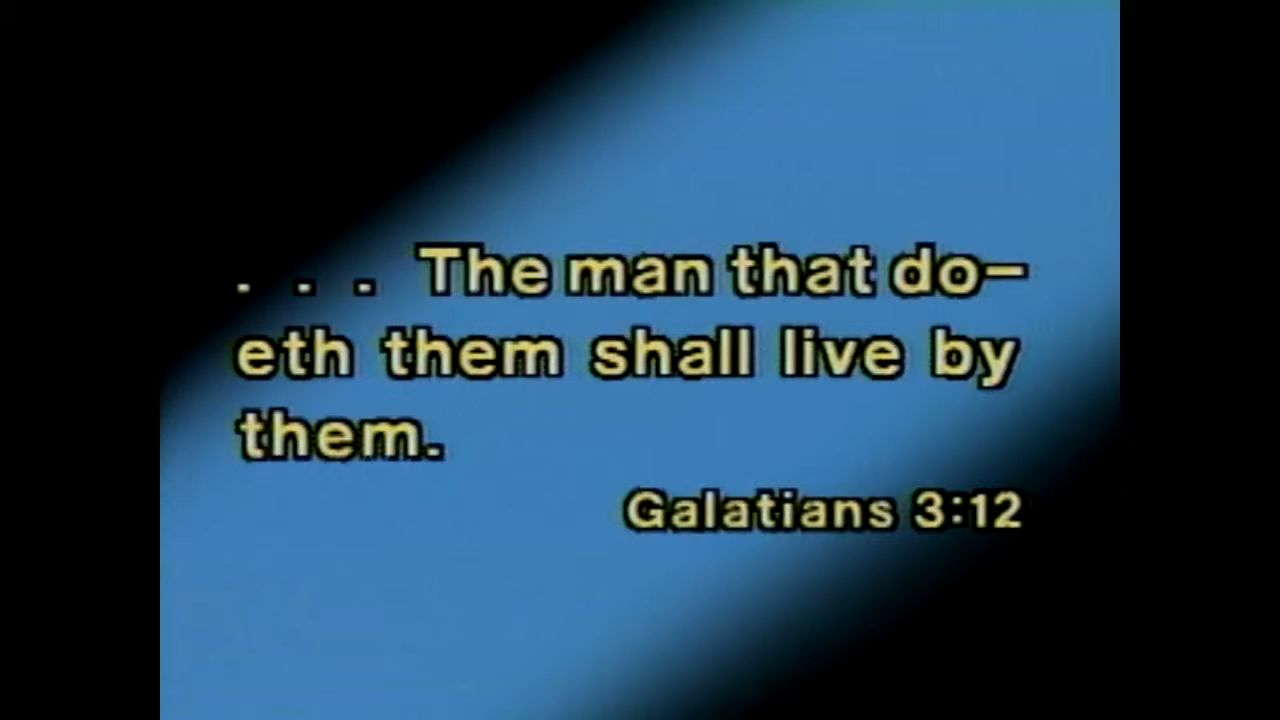 . . . The man that do-
eth them shall live by
them.
Galatians 3:12